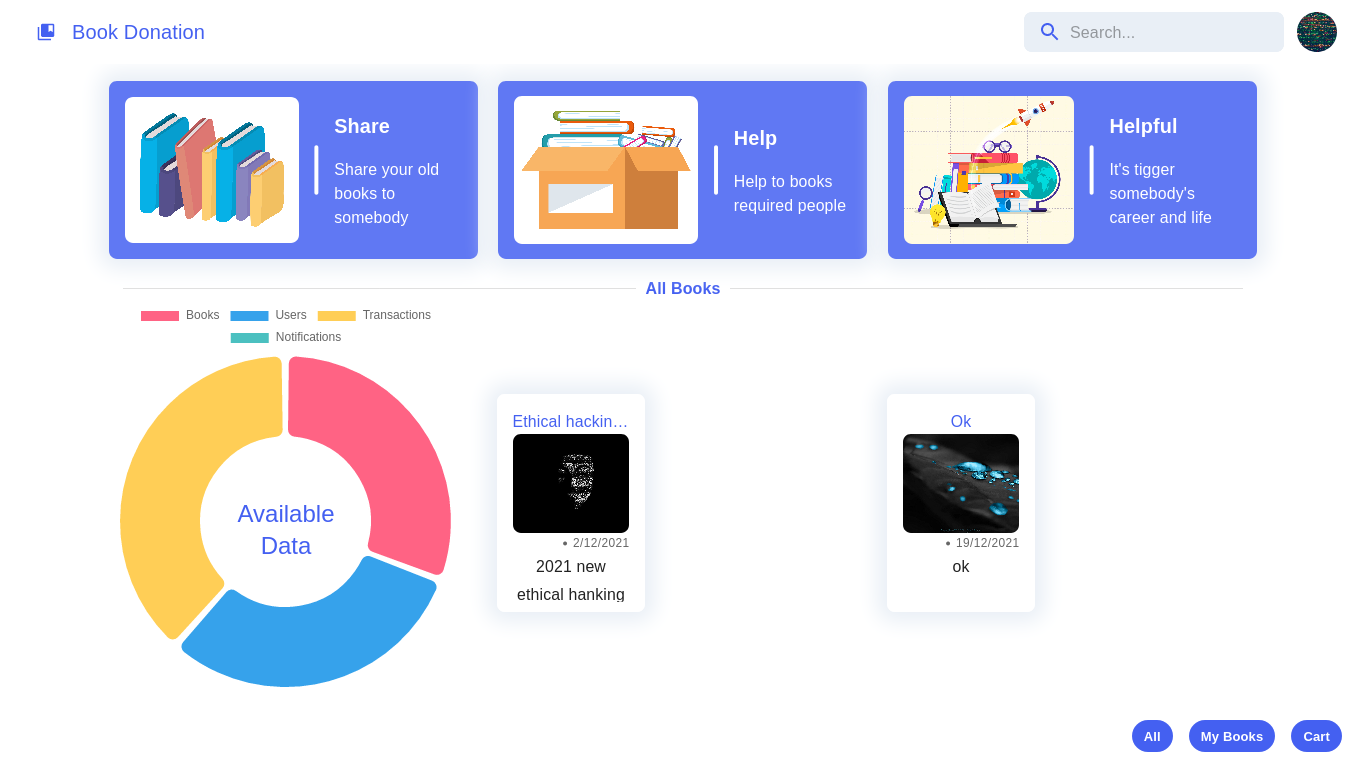 Book Donation
Search...
Share
Share your old
books to
somebody
Help
Help to books
required people
Helpful
It's tigger
somebody's
career and life
All Books
Books
Users
Transactions
Notifications
Available
Data
Ethical hackin...
• 2/12/2021
2021 new
ethical hanking
Ok
• 19/12/2021
ok
All
My Books
Cart